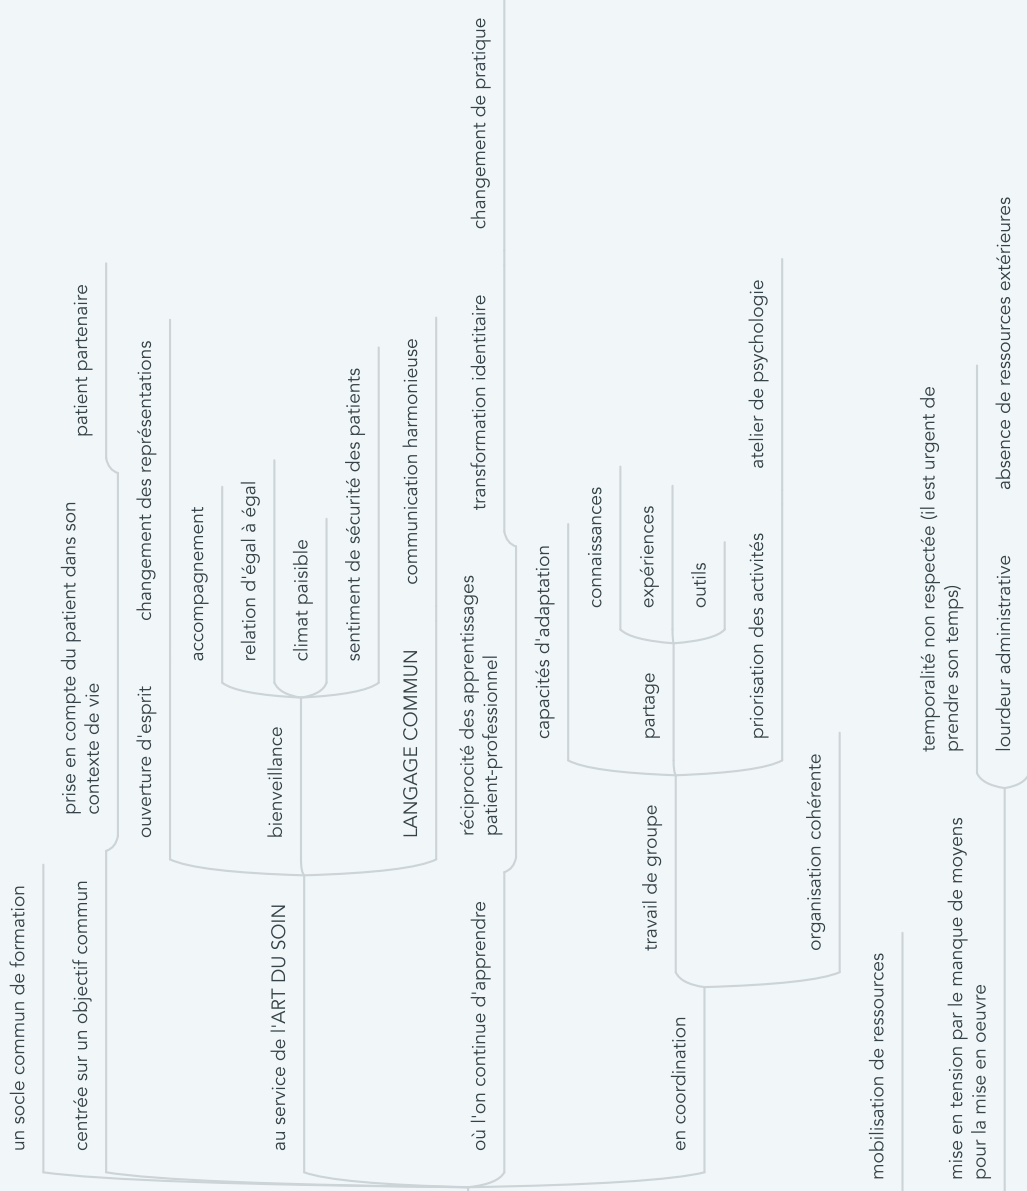 un socle commun de formation
centrée sur un objectif commun
prise en compte du patient dans son
contexte de vie
patient partenaire
au service de l'ART DU SOIN
ouverture d'esprit
changement des représentations
bienveillance
accompagnement
relation d'égal à égal
climat paisible
sentiment de sécurité des patients
LANGAGE COMMUN
communication harmonieuse
où l'on continue d'apprendre
réciprocité des apprentissages
patient-professionnel
transformation identitaire
changement de pratique
en coordination
travail de groupe
capacités d'adaptation
partage
connaissances
expériences
outils
priorisation des activités
atelier de psychologie
organisation cohérente
mobilisation de ressources
mise en tension par le manque de moyens
pour la mise en oeuvre
temporalité non respectée (il est urgent de
prendre son temps)
lourdeur administrative
absence de ressources extérieures